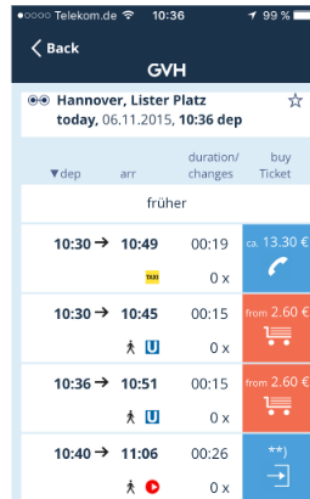 Telekom.de 10:36 99 %
Back
GVH
Hannover, Lister Platz
today, 06.11.2015, 10:36 dep
duration/ buy
▼dep arr changes Ticket
früher
10:30 → 10:49 00:19 ca. 13.30 €
TAXI 0 x
10:30 → 10:45 00:15 from 2.60 €
U 0 x
10:36 → 10:51 00:15 from 2.60 €
U 0 x
10:40 → 11:06 00:26 **)
0 x